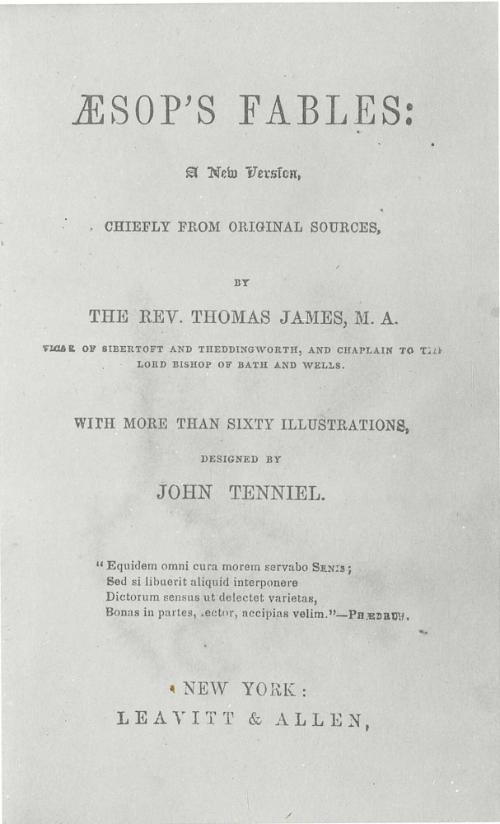 ÆSOP'S FABLES:
A New Version,
CHIEFLY FROM ORIGINAL SOURCES,
BY
THE REV. THOMAS JAMES, M. A.
VICAR OF SIBERTOFT AND THEDDINGWORTH, AND CHAPLAIN TO THE
LORD BISHOP OF BATH AND WELLS.
WITH MORE THAN SIXTY ILLUSTRATIONS,
DESIGNED BY
JOHN TENNIEL.
"Equidem omni cura morem servabo SENIS;
Sed si libuerit aliquid interponere
Dictorum sensus ut delectet varietas,
Bonas in partes, accipias velim."—
NEW YORK:
LEAVITT & ALLEN,